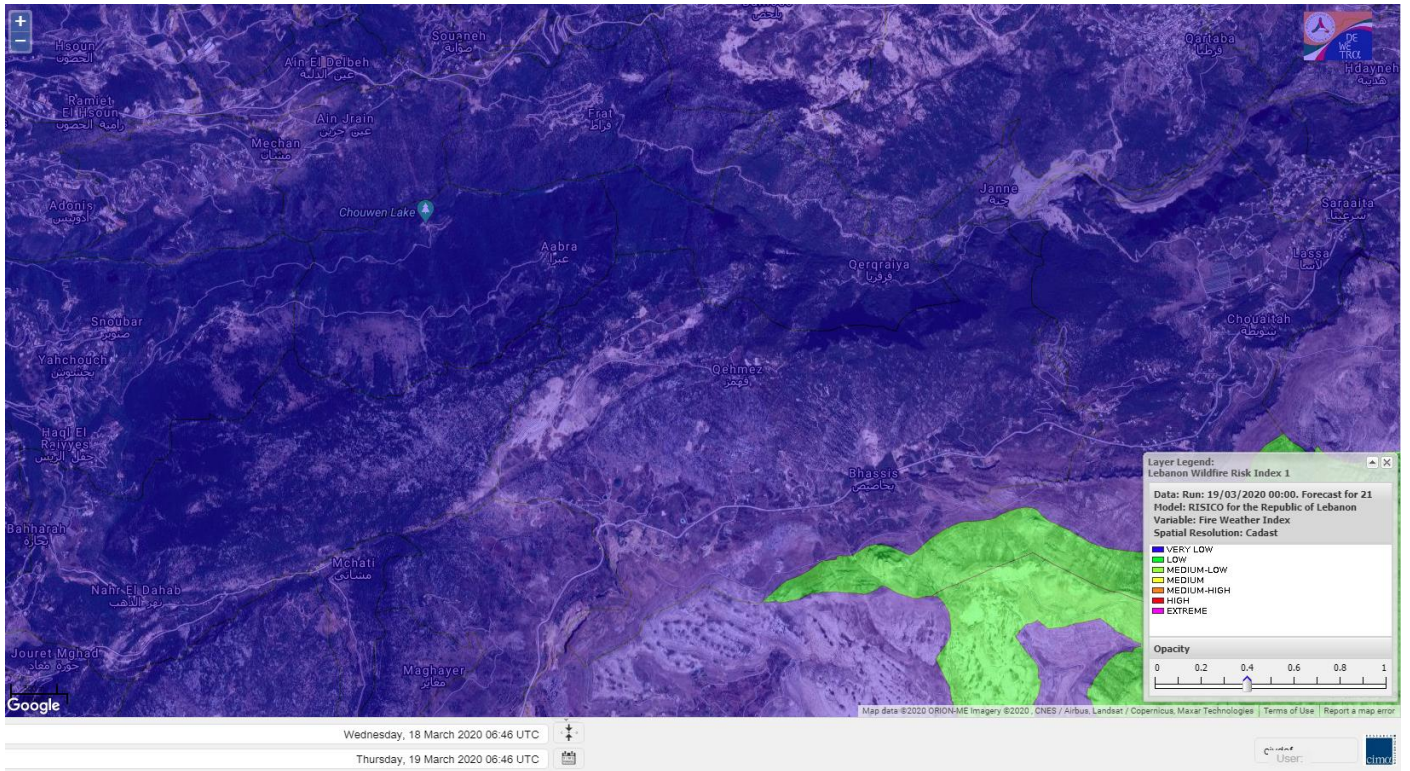 بلحص
Hsoun
الحصون
Souaneh
صوانة
Ain El Delbeh
عين الدلبة
Qartaba
قرطبا
DE
WE
TRα
Hdayneh
هدينة
Ramiet
El Hsoun
رامية الحصون
Ain Jrain
عين جرين
Frat
فراط
Mechan
مشان
Adonis
أدونيس
Chouwen Lake
Janne
جنة
Saraaita
سرعيتا
Aabra
عبرا
Qerqraiya
قرقريا
Lassa
لاسا
Snoubar
صنوبر
Chouaitah
شويطة
Yahchouch
يحشوش
Qehmez
قهمز
Haql El
Raiyyes
حقل الريس
Bhassis
بحاصيص
Bahharah
بحارة
Mchati
مشاتي
Nahr El Dahab
نهر الذهب
Jouret Mghad
جورة مغاد
Maghayer
مغاير
Google
Layer Legend:
Lebanon Wildfire Risk Index 1
Data: Run: 19/03/2020 00:00. Forecast for 21
Model: RISICO for the Republic of Lebanon
Variable: Fire Weather Index
Spatial Resolution: Cadast
VERY LOW
LOW
MEDIUM-LOW
MEDIUM
MEDIUM-HIGH
HIGH
EXTREME
Opacity
0 0.2 0.4 0.6 0.8 1
Map data ©2020 ORION-ME Imagery ©2020 , CNES / Airbus, Landsat / Copernicus, Maxar Technologies Terms of Use Report a map error
Wednesday, 18 March 2020 06:46 UTC
Thursday, 19 March 2020 06:46 UTC
User:
cima